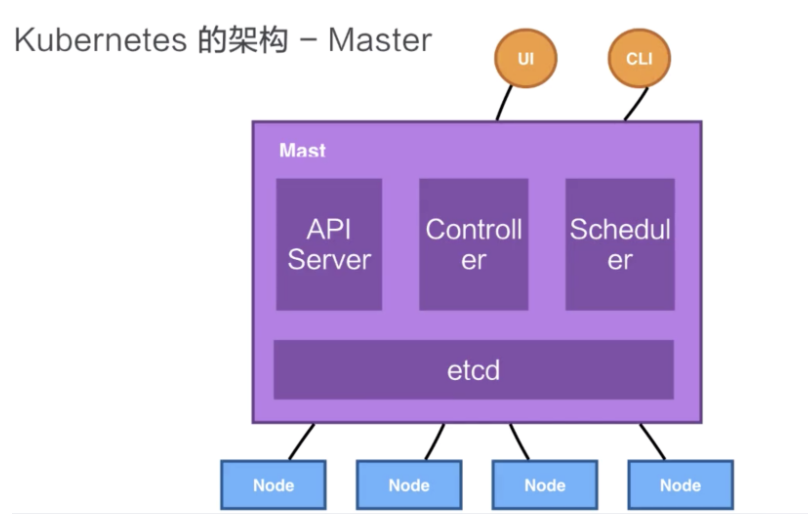 Kubernetes 的架构 – Master
UI
CLI
Mast
API
Server
Controll
er
Schedul
er
etcd
Node
Node
Node
Node